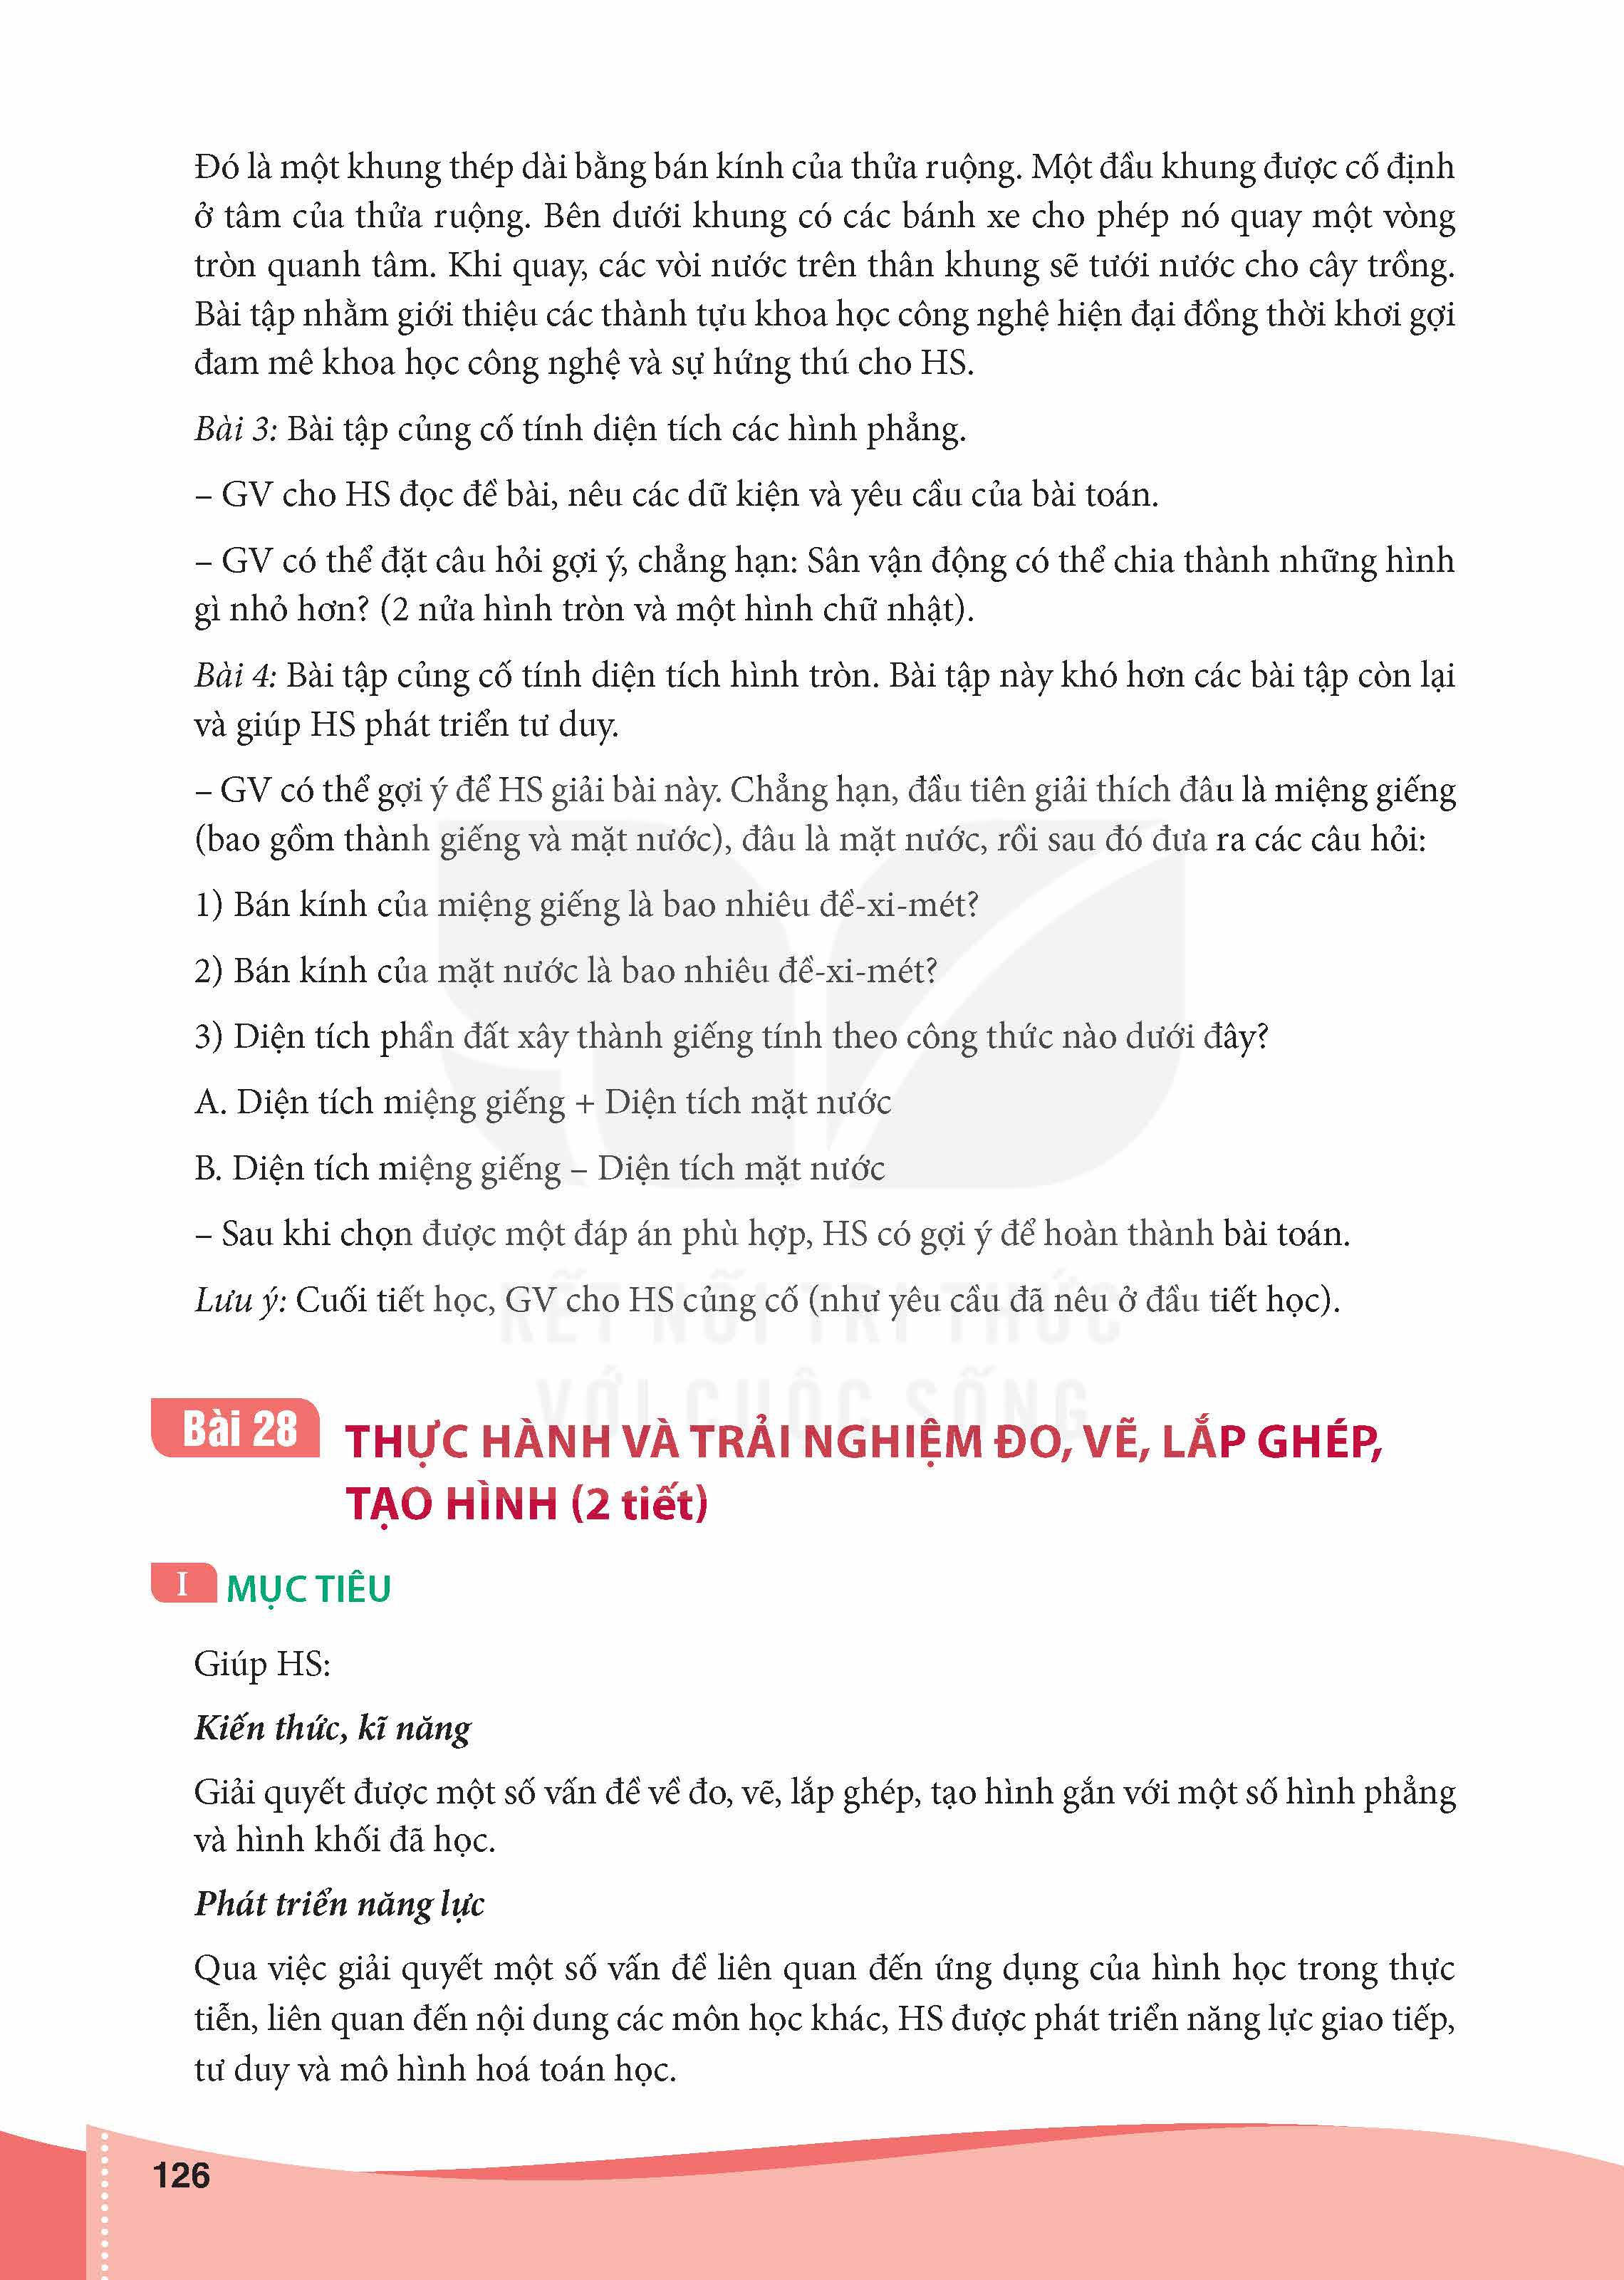 Đó là một khung thép dài bằng bán kính của thửa ruộng. Một đầu khung được cố định
ở tâm của thửa ruộng. Bên dưới khung có các bánh xe cho phép nó quay một vòng
tròn quanh tâm. Khi quay, các vòi nước trên thân khung sẽ tưới nước cho cây trồng.
Bài tập nhằm giới thiệu các thành tựu khoa học công nghệ hiện đại đồng thời khơi gợi
đam mê khoa học công nghệ và sự hứng thú cho HS.
Bài 3: Bài tập củng cố tính diện tích các hình phẳng.
– GV cho HS đọc đề bài, nêu các dữ kiện và yêu cầu của bài toán.
– GV có thể đặt câu hỏi gợi ý, chẳng hạn: Sân vận động có thể chia thành những hình
gì nhỏ hơn? (2 nửa hình tròn và một hình chữ nhật).
Bài 4: Bài tập củng cố tính diện tích hình tròn. Bài tập này khó hơn các bài tập còn lại
và giúp HS phát triển tư duy.
– GV có thể gợi ý để HS giải bài này. Chẳng hạn, đầu tiên giải thích đâu là miệng giếng
(bao gồm thành giếng và mặt nước), đâu là mặt nước, rồi sau đó đưa ra các câu hỏi:
1) Bán kính của miệng giếng là bao nhiêu đề-xi-mét?
2) Bán kính của mặt nước là bao nhiêu đề-xi-mét?
3) Diện tích phần đất xây thành giếng tính theo công thức nào dưới đây?
A. Diện tích miệng giếng + Diện tích mặt nước
B. Diện tích miệng giếng – Diện tích mặt nước
– Sau khi chọn được một đáp án phù hợp, HS có gợi ý để hoàn thành bài toán.
Lưu ý: Cuối tiết học, GV cho HS củng cố (như yêu cầu đã nêu ở đầu tiết học).
KẾT NỐI TRI THỨC
VỚI CUỘC SỐNG
Bài 28 THỰC HÀNH VÀ TRẢI NGHIỆM ĐO, VẼ, LẮP GHÉP,
TẠO HÌNH (2 tiết)
I MỤC TIÊU
Giúp HS:
Kiến thức, kĩ năng
Giải quyết được một số vấn đề về đo, vẽ, lắp ghép, tạo hình gắn với một số hình phẳng
và hình khối đã học.
Phát triển năng lực
Qua việc giải quyết một số vấn đề liên quan đến ứng dụng của hình học trong thực
tiễn, liên quan đến nội dung các môn học khác, HS được phát triển năng lực giao tiếp,
tư duy và mô hình hoá toán học.
126